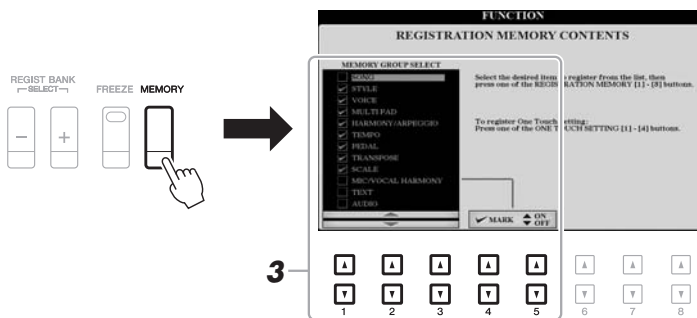 FUNCTION
REGISTRATION MEMORY CONTENTS
REGIST BANK
SELECT
FREEZE MEMORY
- +
MEMORY GROUP SELECT
SONG
STYLE
VOICE
MULTI PAD
HARMONY/ARPEGGIO
TEMPO
PEDAL
TRANSPOSE
SCALE
MIC/VOCAL HARMONY
TEXT
AUDIO
Select the desired item to register from the list, then
press one of the REGISTRATION MEMORY [1] - [8] buttons.
To register One Touch Setting:
Press one of the ONE TOUCH SETTING [1] - [4] buttons.
MARK ON
OFF
3
1 2 3 4 5 6 7 8